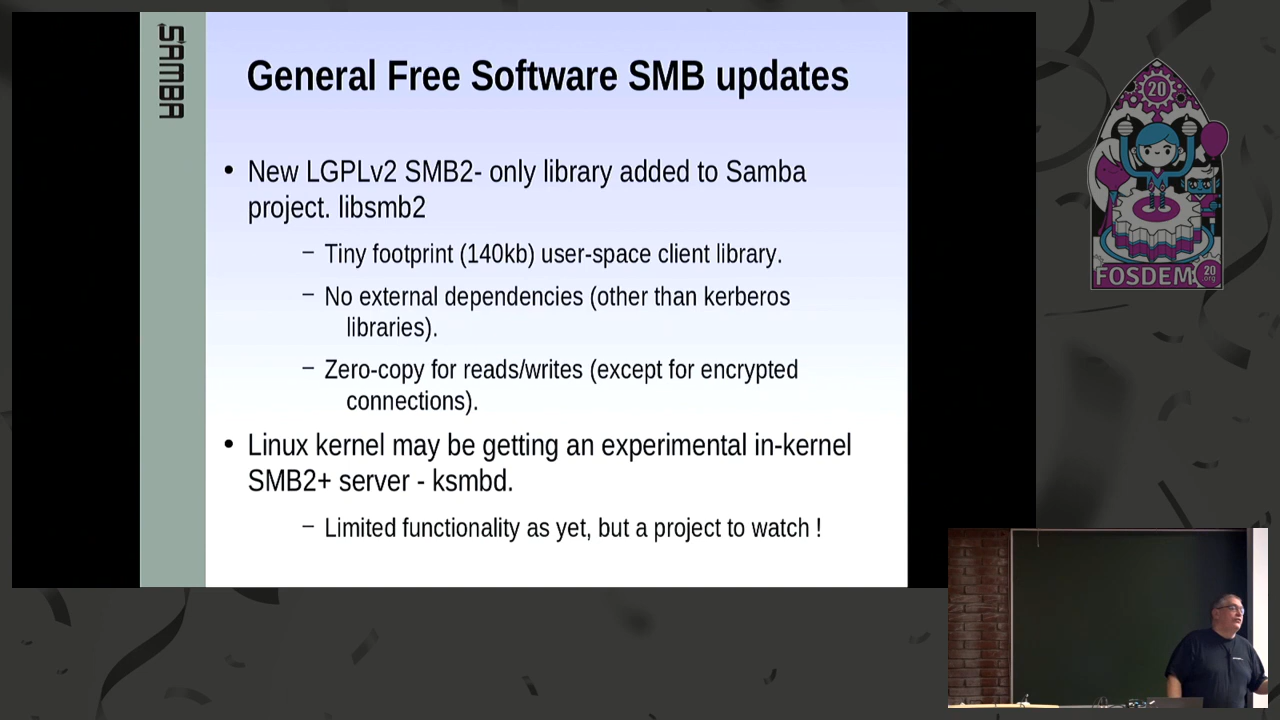 SAMBA
General Free Software SMB updates
• New LGPLv2 SMB2- only library added to Samba
project. libsmb2
– Tiny footprint (140kb) user-space client library.
– No external dependencies (other than kerberos
libraries).
– Zero-copy for reads/writes (except for encrypted
connections).
• Linux kernel may be getting an experimental in-kernel
SMB2+ server - ksmbd.
– Limited functionality as yet, but a project to watch !
20
FOSDEM
20
.org